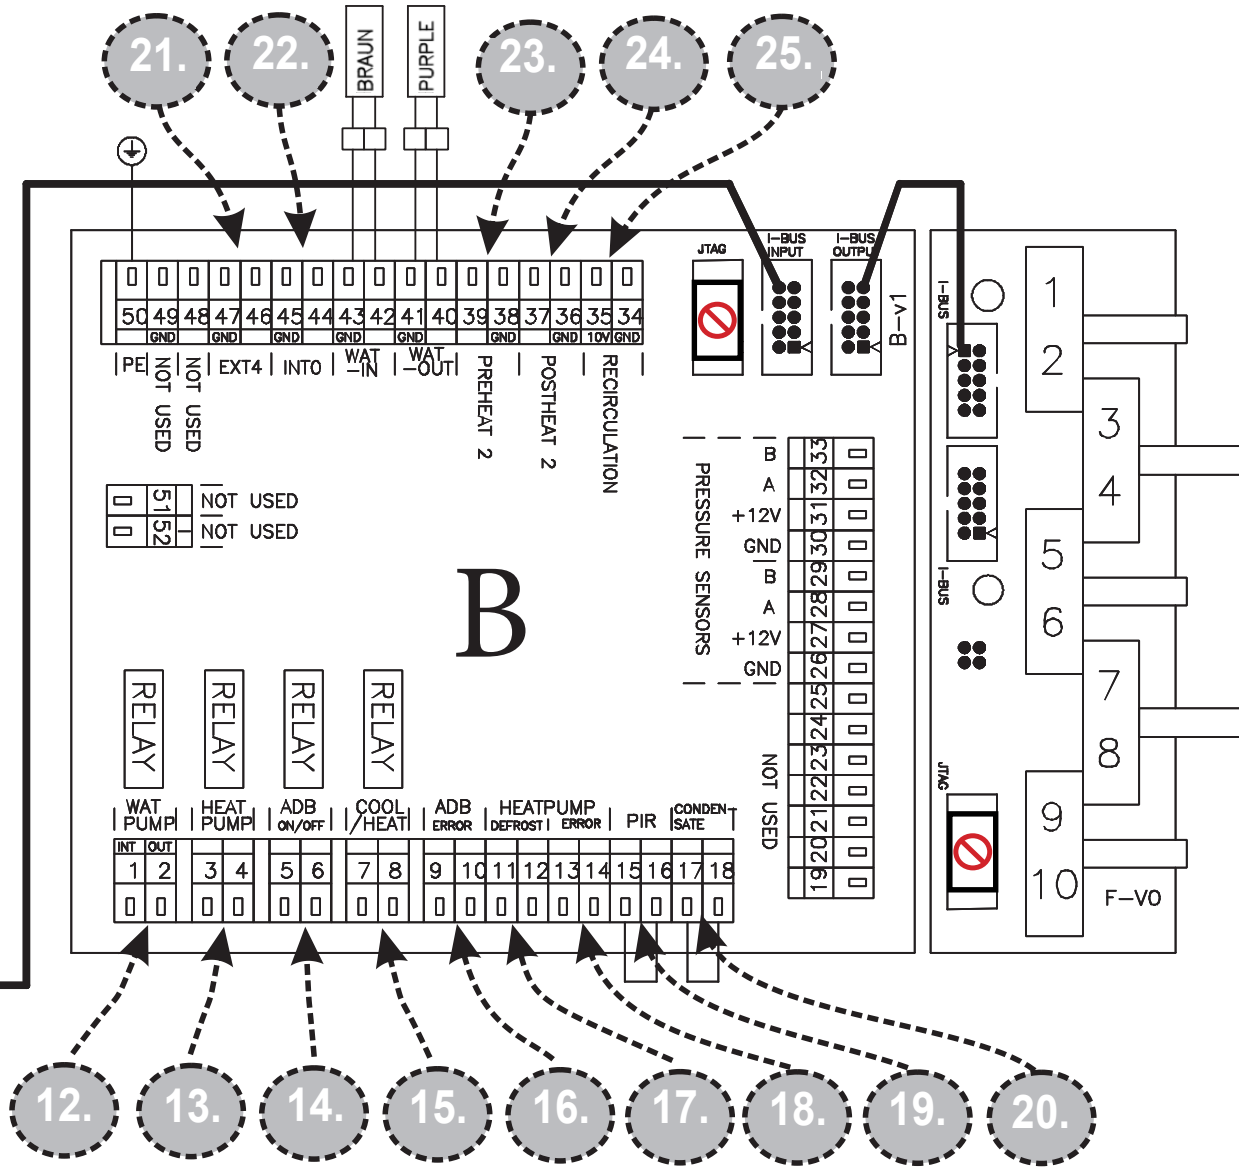 21.
22.
BRAUN
PURPLE
23.
24.
25.
I-BUS
INPUT
I-BUS
OUTPUT
JTAG
B-v1
50 49 48 47 46 45 44 43 42 41 40 39 38 37 36 35 34
GND GND GND GND GND GND GND 10V GND
PE
NOT USED
NOT USED
EXT4
INT0
WAT
-IN
WAT
-OUT
PREHEAT 2
POSTHEAT 2
RECIRCULATION
51 NOT USED
52 NOT USED
B
PRESSURE SENSORS
B 33
A 32
+12V 31
GND 30
B 29
A 28
+12V 27
GND 26
25
24
23
22
21
20
19
NOT USED
I-BUS
I-BUS
JTAG
1
2
3
4
5
6
7
8
9
10
F-V0
RELAY
RELAY
RELAY
RELAY
WAT
PUMP
HEAT
PUMP
ADB
ON/OFF
COOL
/HEAT
ADB
ERROR
HEATPUMP
DEFROST ERROR
PIR
CONDEN
SATE
INT OUT
1 2 3 4 5 6 7 8 9 10 11 12 13 14 15 16 17 18
12.
13.
14.
15.
16.
17.
18.
19.
20.